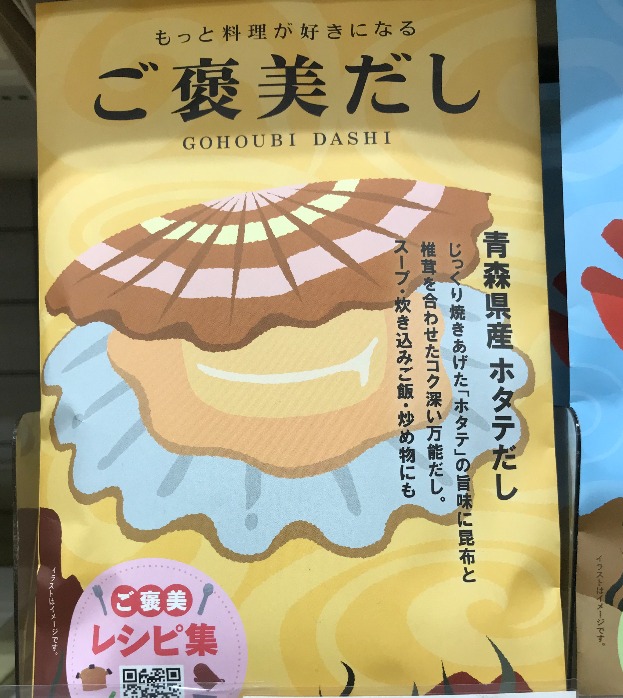 もっと料理が好きになる
ご褒美だし
GOHOUBI DASHI
青森県産 ホタテだし
じっくり焼きあげた「ホタテ」の旨味に昆布と
椎茸を合わせたコク深い万能だし。
スープ・炊き込みご飯・炒め物にも
イラストはイメージです。
ご褒美
レシピ集
イラストはイメージです。